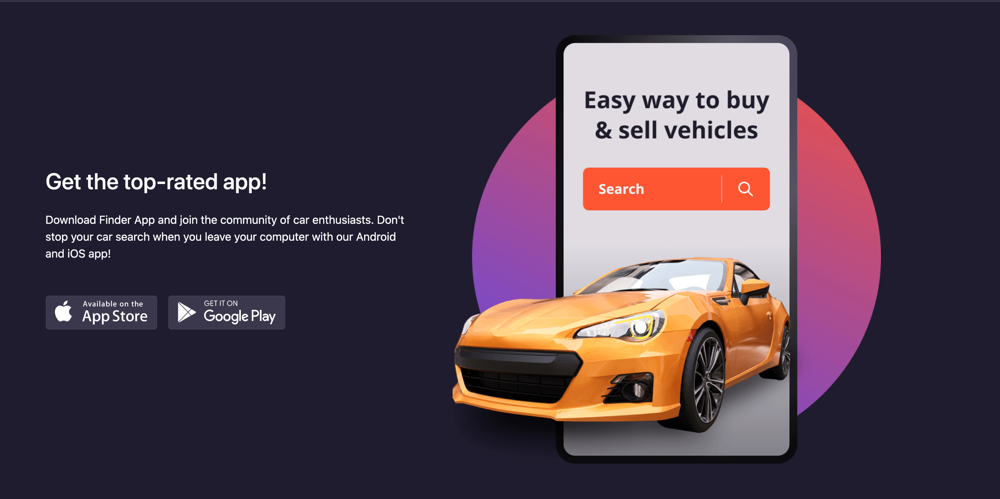 Get the top-rated app!
Download Finder App and join the community of car enthusiasts. Don't
stop your car search when you leave your computer with our Android
and iOS app!
Available on the
App Store
GET IT ON
Google Play
Easy way to buy
& sell vehicles
Search